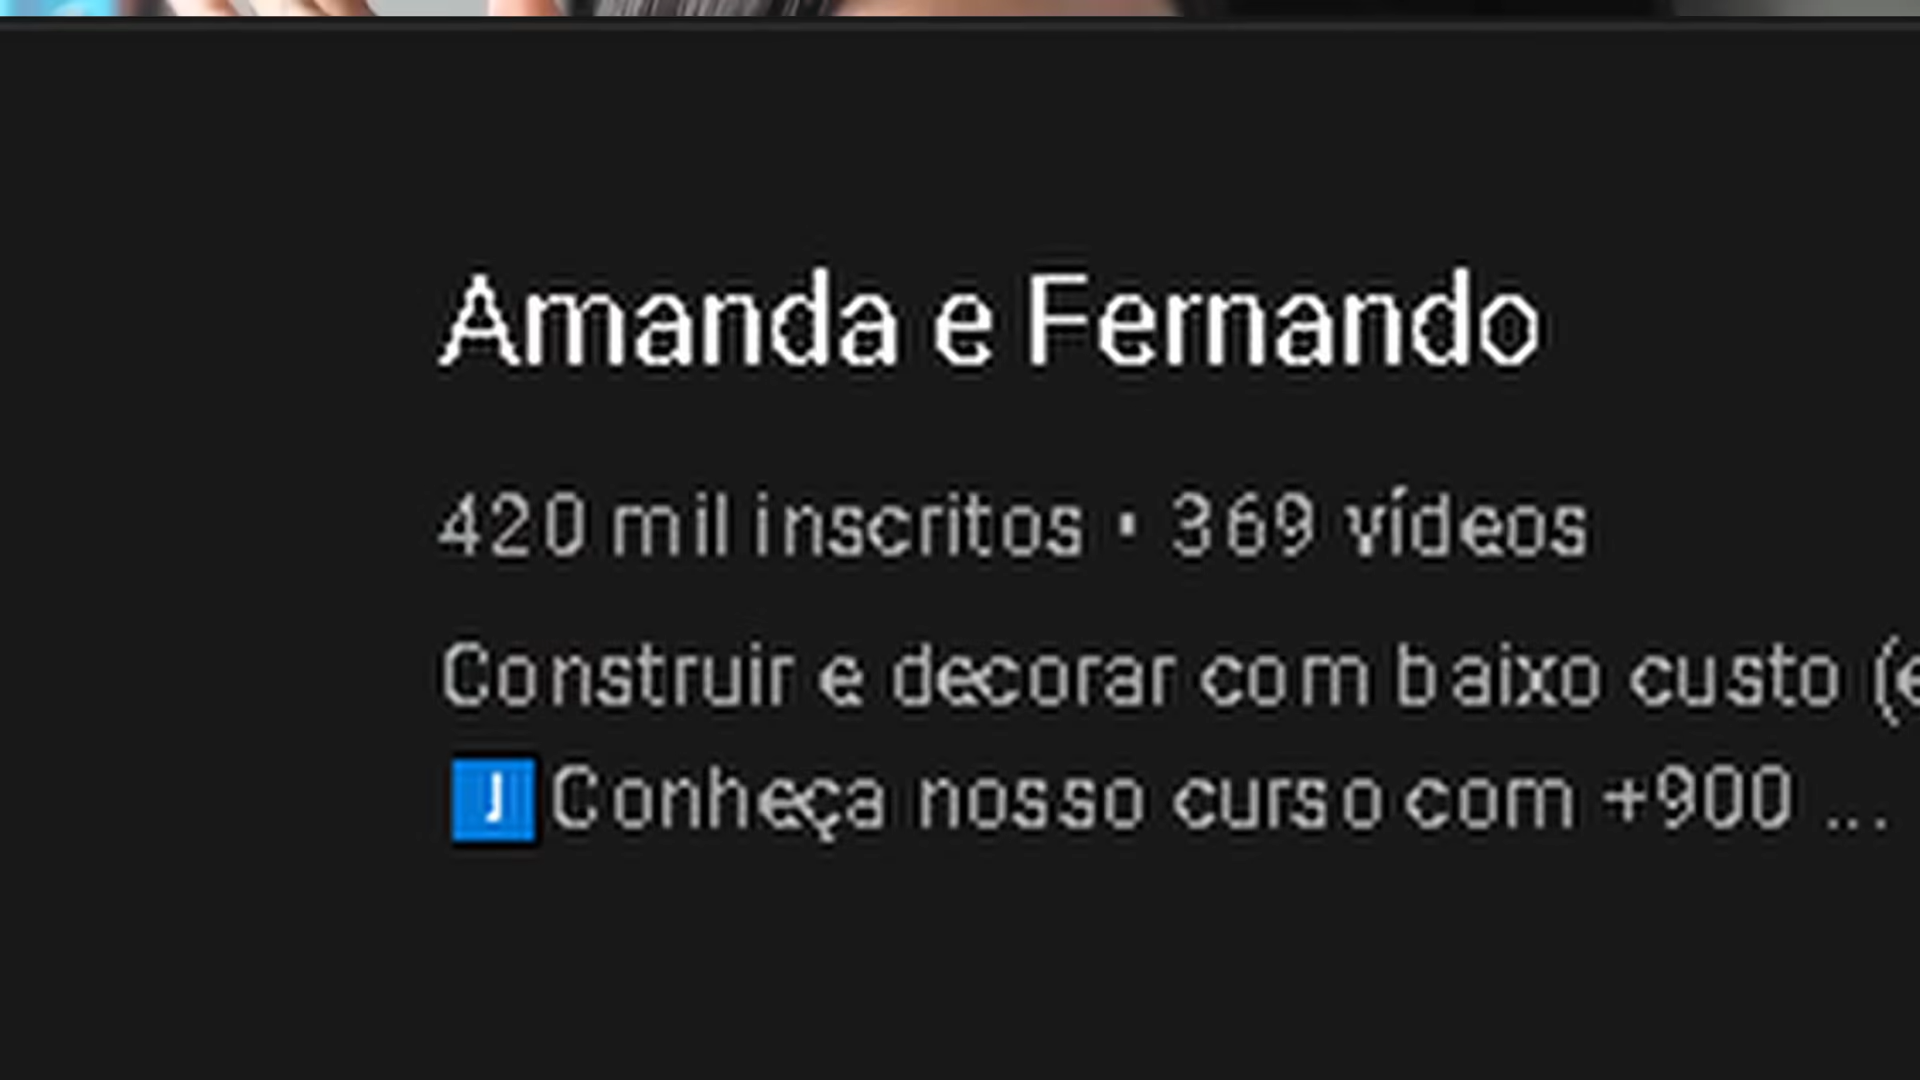 Amanda e Fernando
420 mil inscritos • 369 vídeos
Construir e decorar com baixo custo (e
J Conheça nosso curso com +900 ...